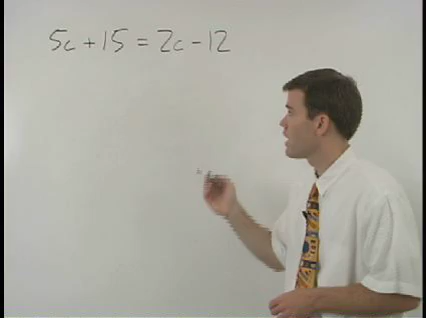 5c + 15 = 2c - 12